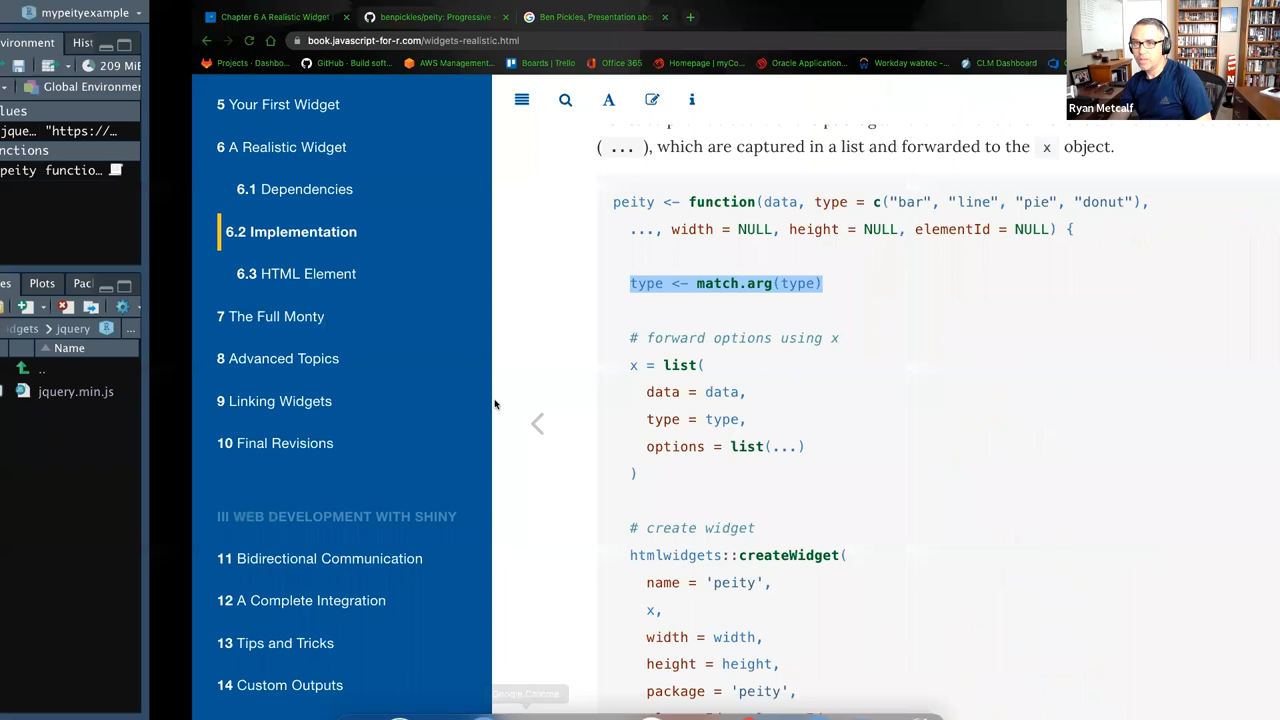 mypeityexample
Chapter 6 A Realistic Widget
benpickles/peity: Progressive
Ben Pickles, Presentation abo
vironment
Hist
book.javascript-for-r.com/widgets-realistic.html
209 MiB
Projects · Dashbo...
GitHub · Build soft...
AWS Management...
Boards | Trello
Office 365
Homepage | myCo...
Oracle Application...
Workday wabtec -...
CLM Dashboard
Global Environment
Ryan Metcalf
lues
jque… "https://…
nctions
peity functio…
es
Plots
Pac
idgets
jquery
...
Name
..
jquery.min.js
5 Your First Widget
6 A Realistic Widget
6.1 Dependencies
6.2 Implementation
6.3 HTML Element
7 The Full Monty
8 Advanced Topics
9 Linking Widgets
10 Final Revisions
III WEB DEVELOPMENT WITH SHINY
11 Bidirectional Communication
12 A Complete Integration
13 Tips and Tricks
14 Custom Outputs
( ... ), which are captured in a list and forwarded to the x object.
peity <- function(data, type = c("bar", "line", "pie", "donut"),
..., width = NULL, height = NULL, elementId = NULL) {
type <- match.arg(type)
# forward options using x
x = list(
data = data,
type = type,
options = list(...)
)
# create widget
htmlwidgets::createWidget(
name = 'peity',
x,
width = width,
height = height,
package = 'peity',
Google Chrome